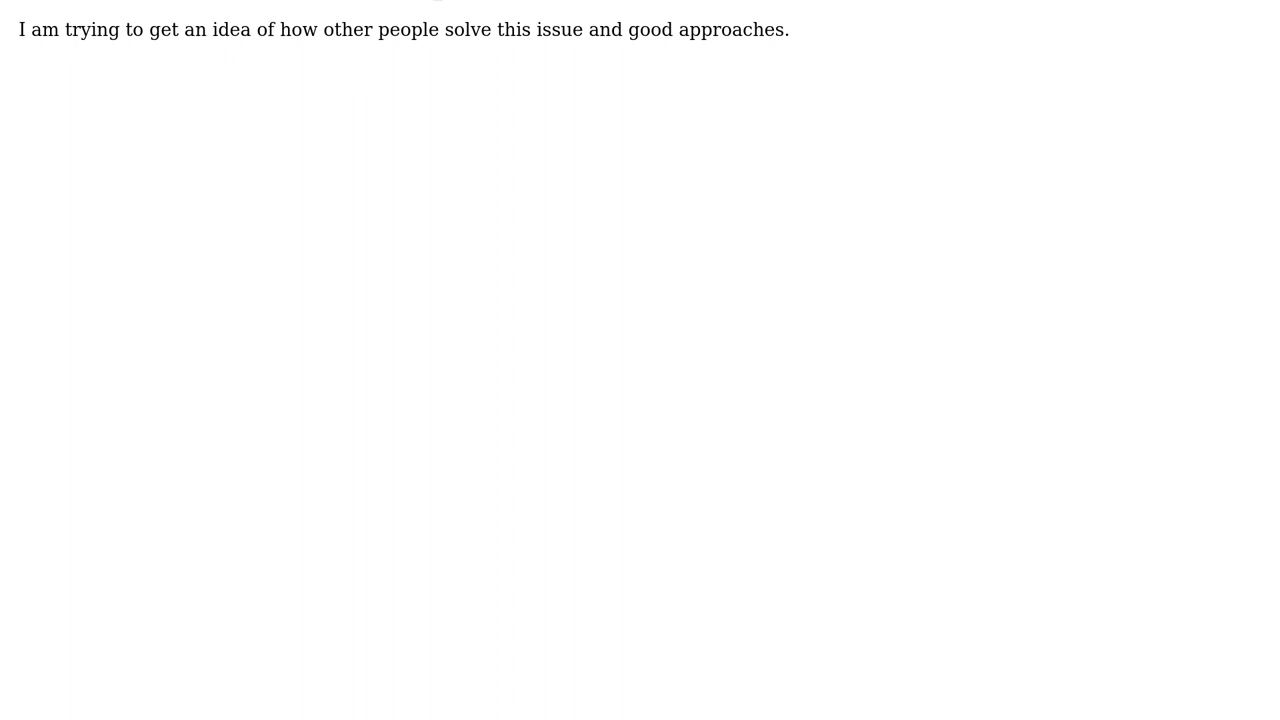 I am trying to get an idea of how other people solve this issue and good approaches.